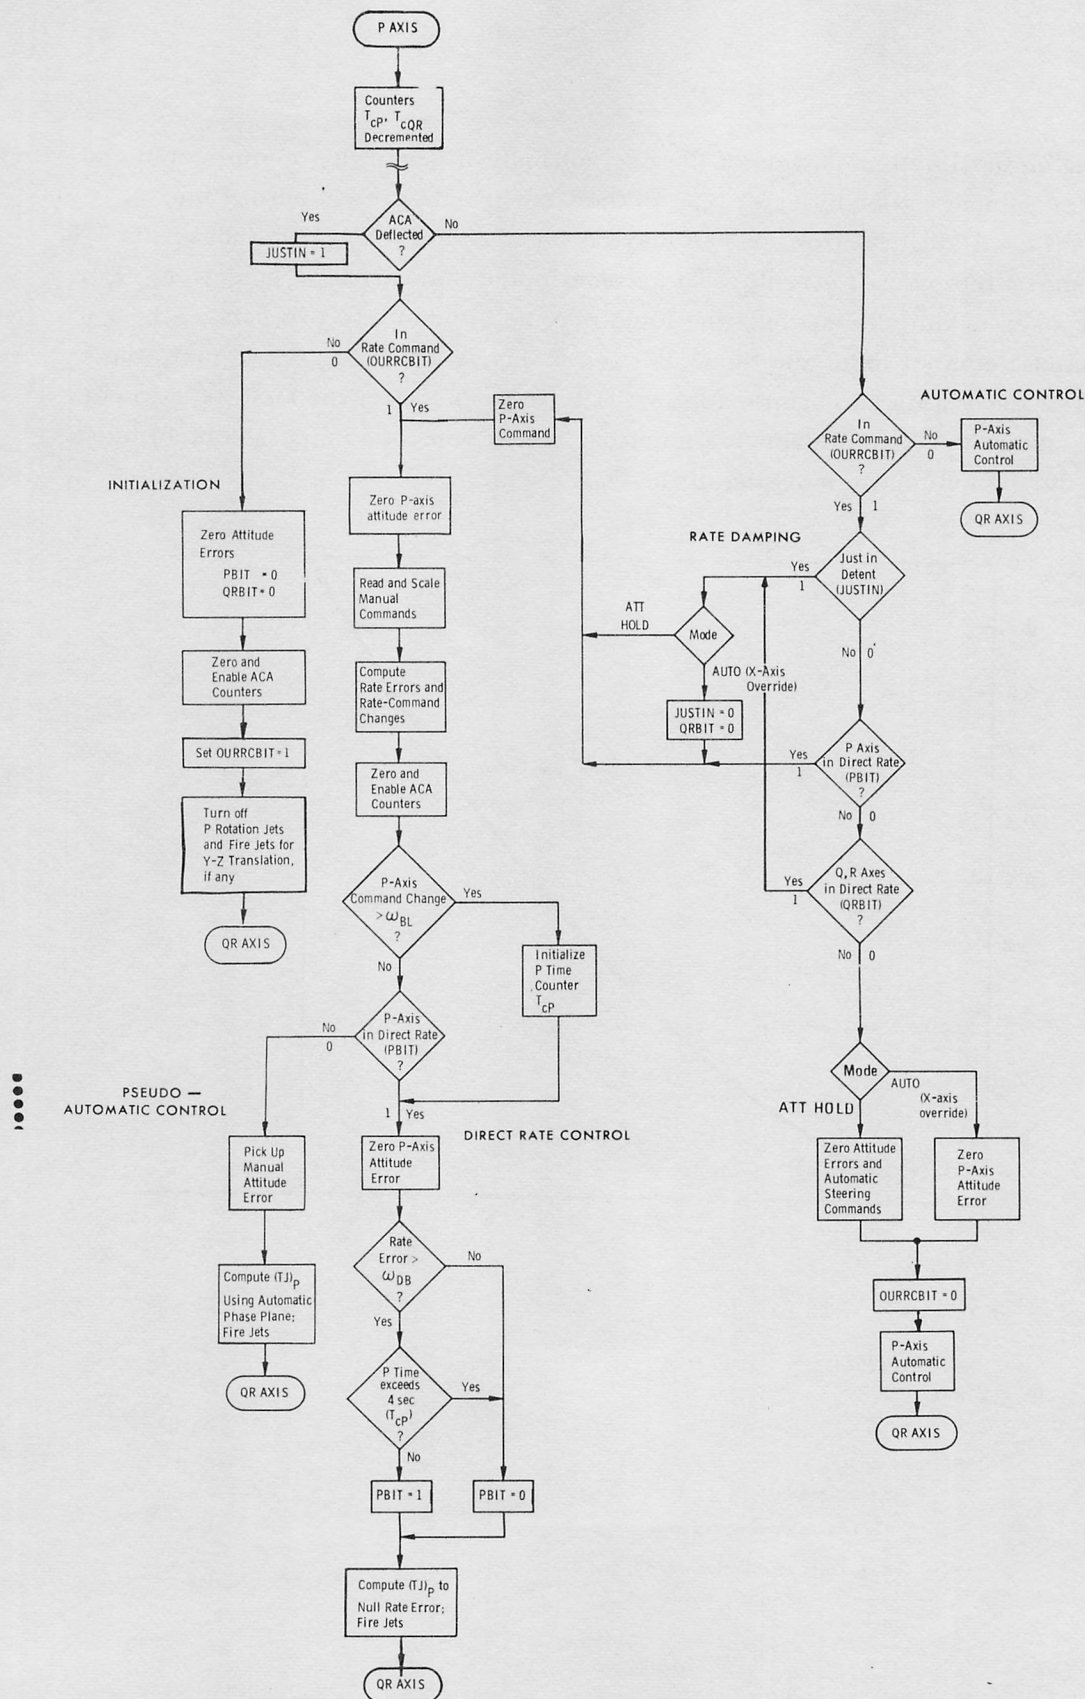 P AXIS
Counters
TcP, TcQR
Decremented
ACA
Deflected
?
Yes
No
JUSTIN = 1
In
Rate Command
(OURRCBIT)
?
No
0
1 Yes
Zero
P-Axis
Command
INITIALIZATION
Zero Attitude
Errors
PBIT = 0
QRBIT = 0
Zero and
Enable ACA
Counters
Set OURRCBIT = 1
Turn off
P Rotation Jets
and Fire Jets for
Y-Z Translation,
if any
QR AXIS
Zero P-axis
attitude error
Read and Scale
Manual
Commands
Compute
Rate Errors and
Rate-Command
Changes
Zero and
Enable ACA
Counters
P-Axis
Command Change
> ωBL
?
Yes
No
Initialize
P Time
Counter
TcP
P-Axis
in Direct Rate
(PBIT)
?
No
0
1 Yes
PSEUDO —
AUTOMATIC CONTROL
Pick Up
Manual
Attitude
Error
Compute (TJ)P
Using Automatic
Phase Plane;
Fire Jets
QR AXIS
DIRECT RATE CONTROL
Zero P-Axis
Attitude
Error
Rate
Error >
ωDB
?
No
Yes
P Time
exceeds
4 sec
(TcP)
?
Yes
No
PBIT = 1
PBIT = 0
Compute (TJ)P to
Null Rate Error;
Fire Jets
QR AXIS
AUTOMATIC CONTROL
In
Rate Command
(OURRCBIT)
?
No
0
P-Axis
Automatic
Control
QR AXIS
Yes 1
RATE DAMPING
Just in
Detent
(JUSTIN)
Yes
1
No 0
Mode
ATT
HOLD
AUTO (X-Axis
Override)
JUSTIN = 0
QRBIT = 0
P Axis
in Direct Rate
(PBIT)
?
Yes
1
No 0
Q, R Axes
in Direct Rate
(QRBIT)
?
Yes
1
No 0
Mode
ATT HOLD
AUTO
(X-axis
override)
Zero Attitude
Errors and
Automatic
Steering
Commands
Zero
P-Axis
Attitude
Error
OURRCBIT = 0
P-Axis
Automatic
Control
QR AXIS